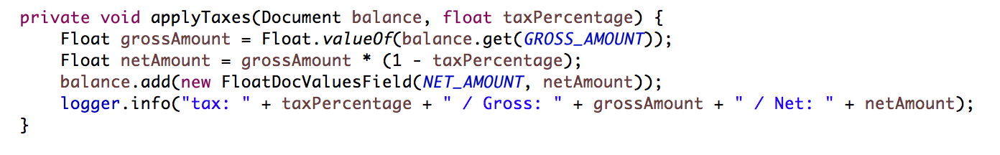 private void applyTaxes(Document balance, float taxPercentage) {
    Float grossAmount = Float.valueOf(balance.get(GROSS_AMOUNT));
    Float netAmount = grossAmount * (1 - taxPercentage);
    balance.add(new FloatDocValuesField(NET_AMOUNT, netAmount));
    logger.info("tax: " + taxPercentage + " / Gross: " + grossAmount + " / Net: " + netAmount);
}